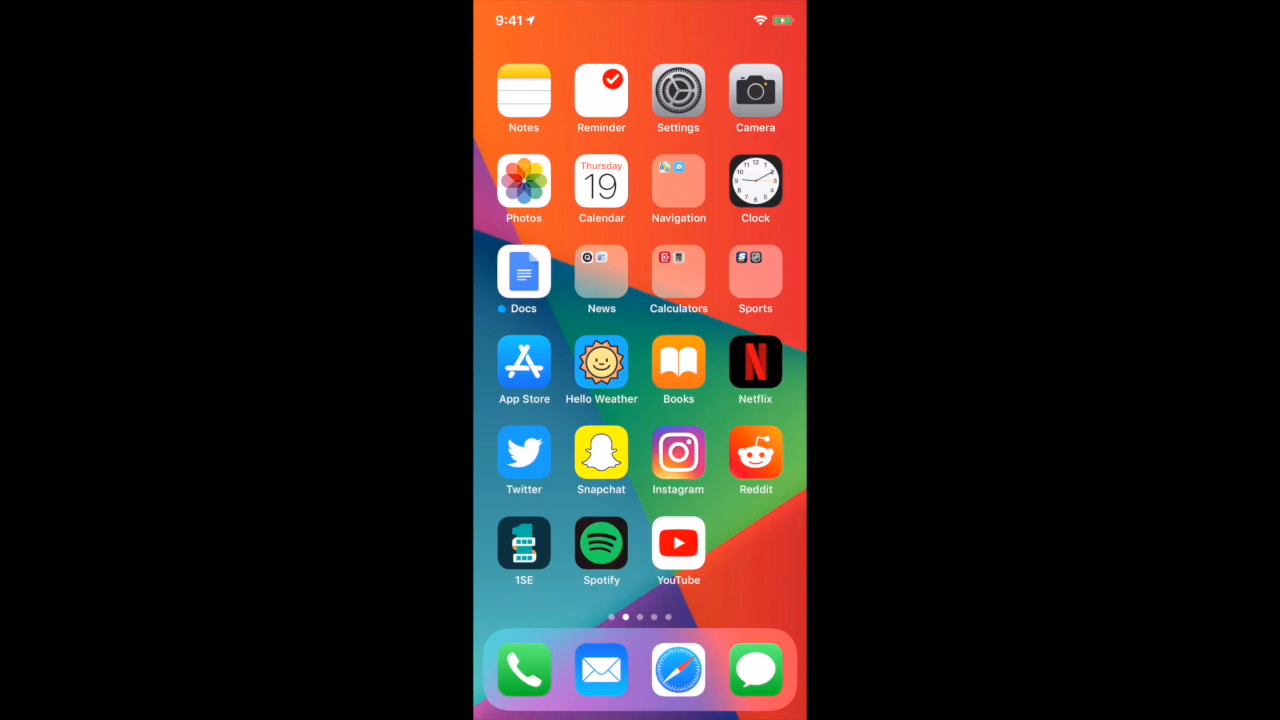 9:41
Notes
Reminder
Settings
Camera
Thursday
19
Photos
Calendar
Navigation
Clock
Docs
News
Calculators
Sports
App Store
Hello Weather
Books
Netflix
Twitter
Snapchat
Instagram
Reddit
1SE
Spotify
YouTube